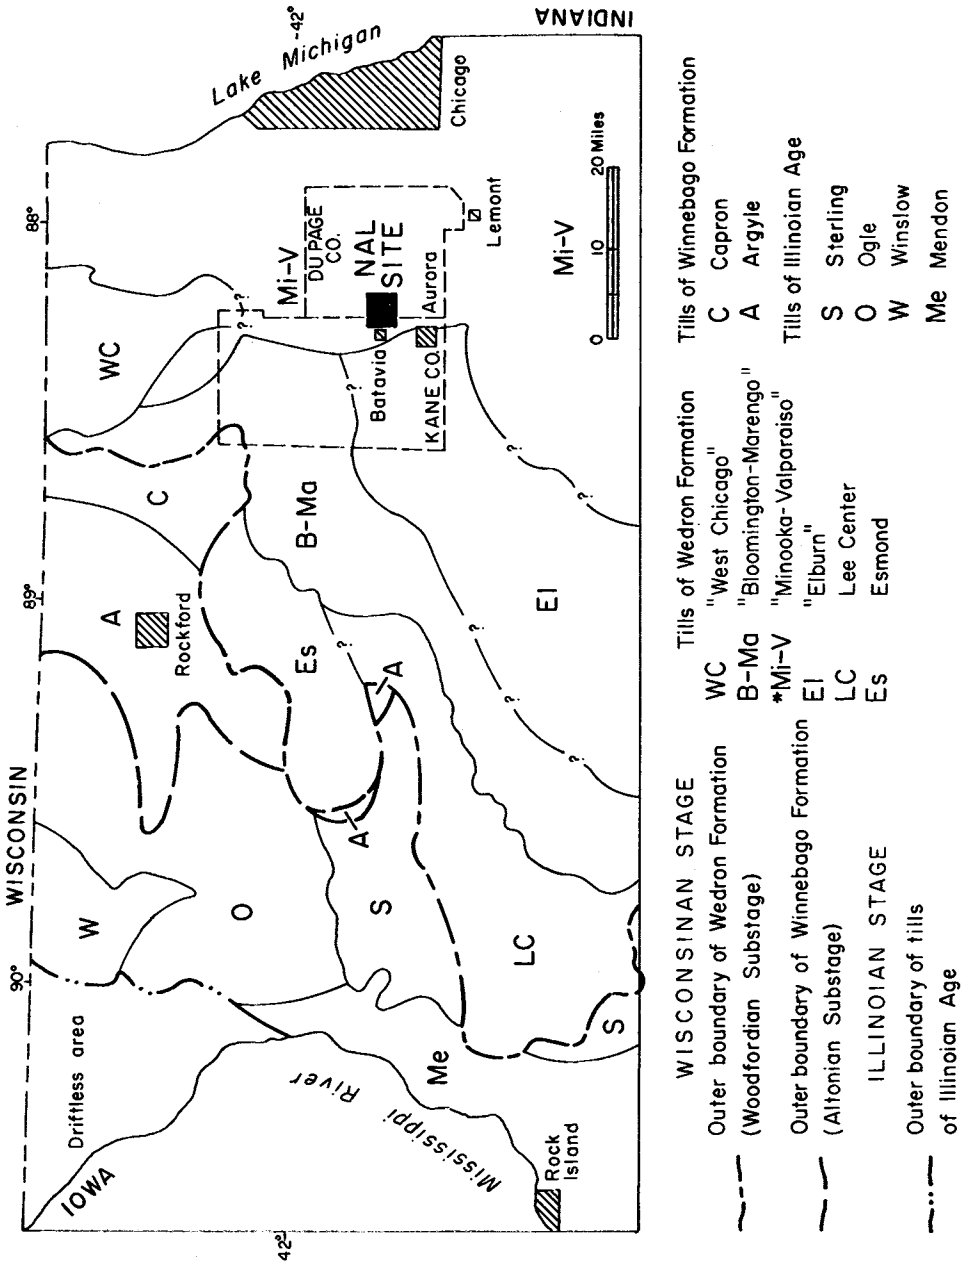 WISCONSIN
90°
89°
88°
IOWA
Driftless area
W
A
C
WC
Lake Michigan
Rockford
O
Mi-V
DU PAGE
CO.
42°
-42°
Es
B-Ma
NAL
SITE
Mississippi River
A
A
S
Batavia
KANE CO.
Aurora
Chicago
Me
Lemont
LC
El
Mi-V
Rock
Island
S
0 10 20 Miles
INDIANA
?
?
?
?
?
?
?
?
?
WISCONSINAN STAGE
Outer boundary of Wedron Formation
(Woodfordian Substage)
Outer boundary of Winnebago Formation
(Altonian Substage)
ILLINOIAN STAGE
Outer boundary of tills
of Illinoian Age
Tills of Wedron Formation
WC "West Chicago"
B-Ma "Bloomington-Marengo"
*Mi-V "Minooka-Valparaiso"
El "Elburn"
LC Lee Center
Es Esmond
Tills of Winnebago Formation
C Capron
A Argyle
Tills of Illinoian Age
S Sterling
O Ogle
W Winslow
Me Mendon